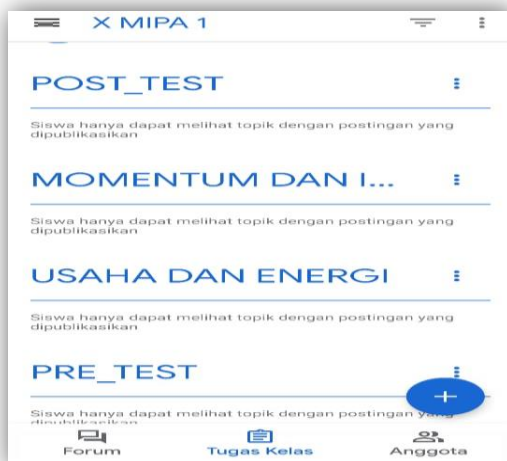 X MIPA 1
POST_TEST
Siswa hanya dapat melihat topik dengan postingan yang
dipublikasikan
MOMENTUM DAN I...
Siswa hanya dapat melihat topik dengan postingan yang
dipublikasikan
USAHA DAN ENERGI
Siswa hanya dapat melihat topik dengan postingan yang
dipublikasikan
PRE_TEST
Siswa hanya dapat melihat topik dengan postingan yang
dipublikasikan
Forum
Tugas Kelas
Anggota